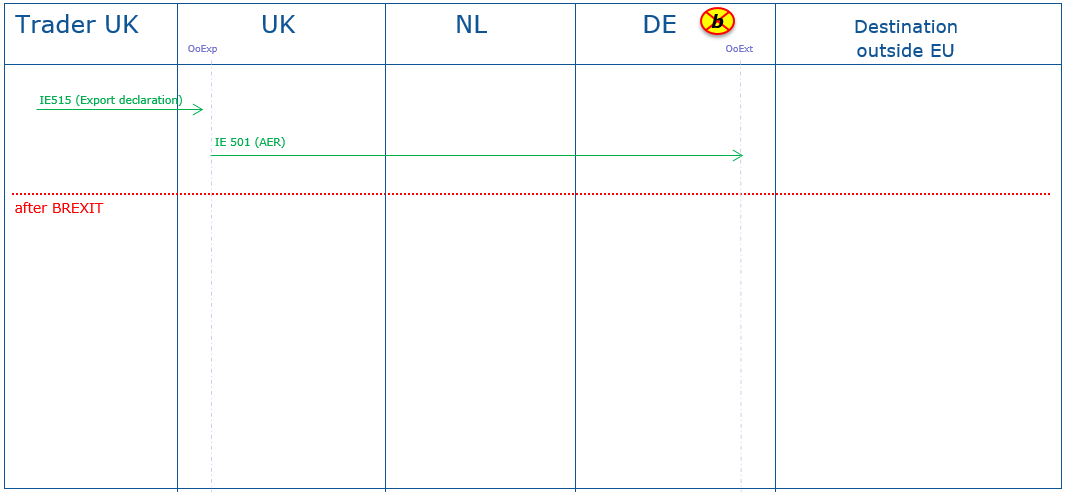 Trader UK
UK
NL
DE
b
Destination
outside EU
OoExp
OoExt
IE515 (Export declaration)
IE 501 (AER)
after BREXIT